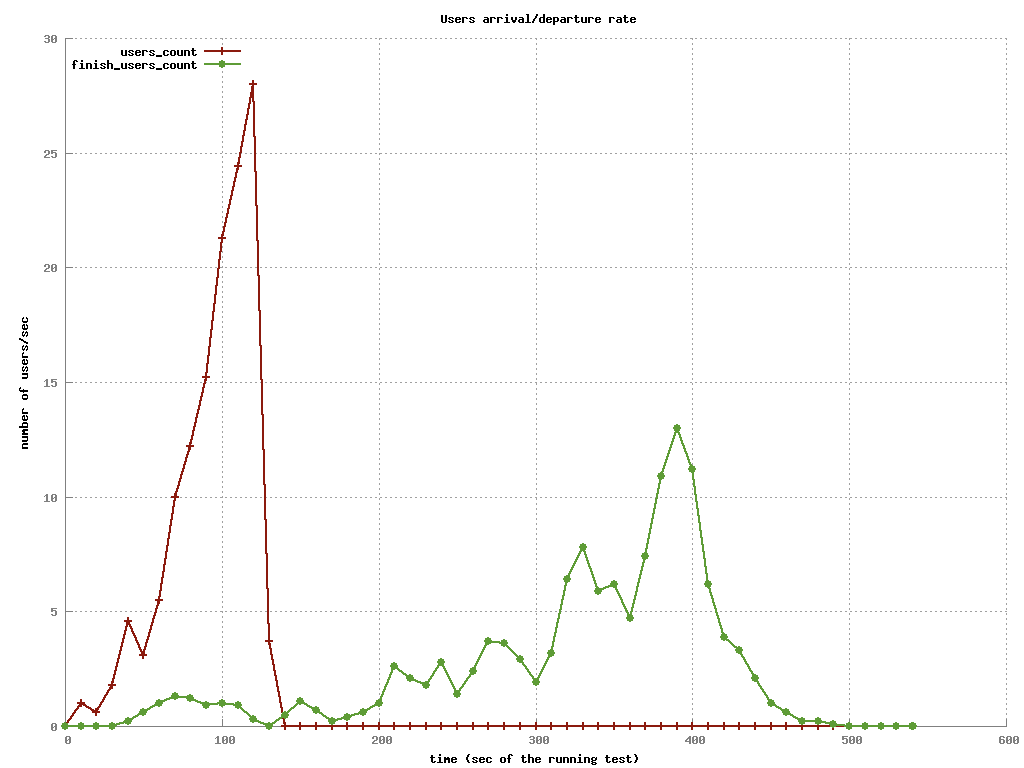 Users arrival/departure rate
users_count
finish_users_count
30
25
20
15
10
5
0
number of users/sec
0 100 200 300 400 500 600
time (sec of the running test)